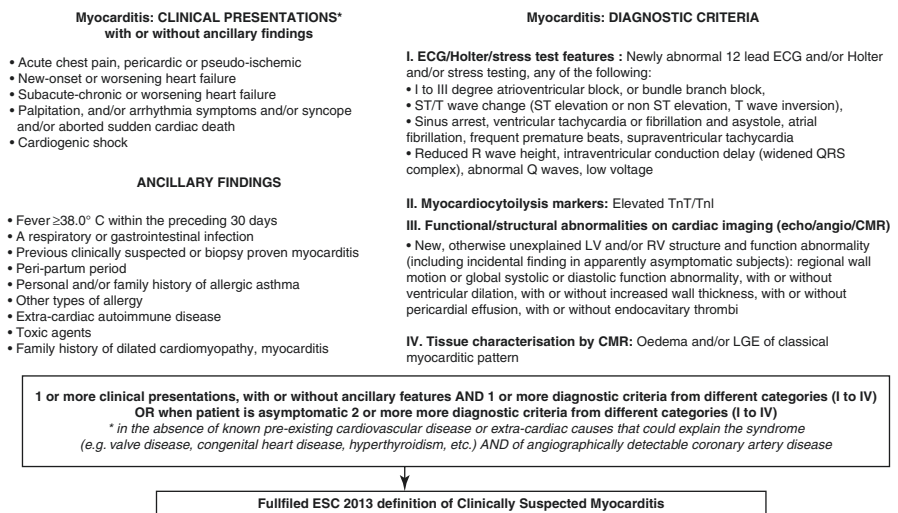 Myocarditis: CLINICAL PRESENTATIONS*
with or without ancillary findings
• Acute chest pain, pericardic or pseudo-ischemic
• New-onset or worsening heart failure
• Subacute-chronic or worsening heart failure
• Palpitation, and/or arrhythmia symptoms and/or syncope
and/or aborted sudden cardiac death
• Cardiogenic shock
ANCILLARY FINDINGS
• Fever ≥38.0° C within the preceding 30 days
• A respiratory or gastrointestinal infection
• Previous clinically suspected or biopsy proven myocarditis
• Peri-partum period
• Personal and/or family history of allergic asthma
• Other types of allergy
• Extra-cardiac autoimmune disease
• Toxic agents
• Family history of dilated cardiomyopathy, myocarditis
Myocarditis: DIAGNOSTIC CRITERIA
I. ECG/Holter/stress test features : Newly abnormal 12 lead ECG and/or Holter
and/or stress testing, any of the following:
• I to III degree atrioventricular block, or bundle branch block,
• ST/T wave change (ST elevation or non ST elevation, T wave inversion),
• Sinus arrest, ventricular tachycardia or fibrillation and asystole, atrial
fibrillation, frequent premature beats, supraventricular tachycardia
• Reduced R wave height, intraventricular conduction delay (widened QRS
complex), abnormal Q waves, low voltage
II. Myocardiocytoilysis markers: Elevated TnT/TnI
III. Functional/structural abnormalities on cardiac imaging (echo/angio/CMR)
• New, otherwise unexplained LV and/or RV structure and function abnormality
(including incidental finding in apparently asymptomatic subjects): regional wall
motion or global systolic or diastolic function abnormality, with or without
ventricular dilation, with or without increased wall thickness, with or without
pericardial effusion, with or without endocavitary thrombi
IV. Tissue characterisation by CMR: Oedema and/or LGE of classical
myocarditic pattern
1 or more clinical presentations, with or without ancillary features AND 1 or more diagnostic criteria from different categories (I to IV)
OR when patient is asymptomatic 2 or more more diagnostic criteria from different categories (I to IV)
* in the absence of known pre-existing cardiovascular disease or extra-cardiac causes that could explain the syndrome
(e.g. valve disease, congenital heart disease, hyperthyroidism, etc.) AND of angiographically detectable coronary artery disease
Fullfiled ESC 2013 definition of Clinically Suspected Myocarditis